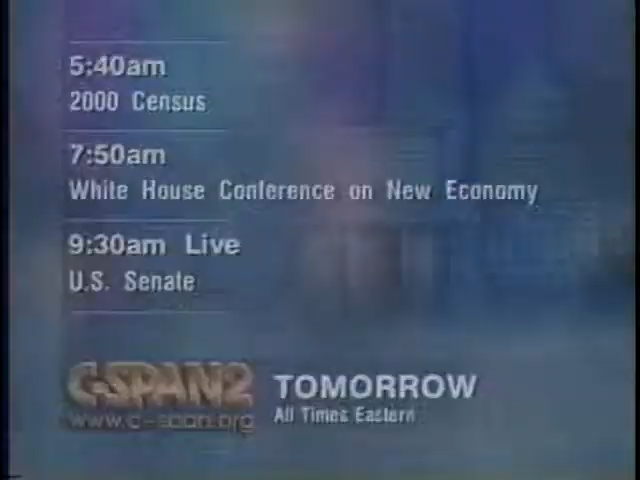 5:40am
2000 Census
7:50am
White House Conference on New Economy
9:30am Live
U.S. Senate
C-SPAN2
www.c-span.org
TOMORROW
All Times Eastern